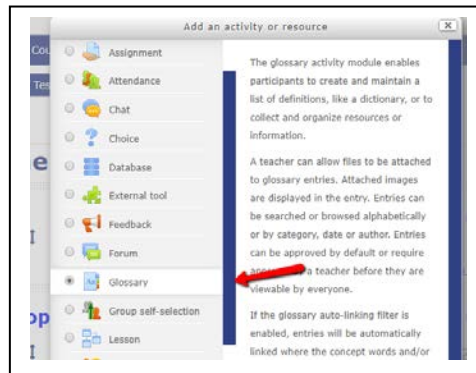 Add an activity or resource
Assignment
Attendance
Chat
Choice
Database
External tool
Feedback
Forum
Glossary
Group self-selection
Lesson
The glossary activity module enables
participants to create and maintain a
list of definitions, like a dictionary, or to
collect and organize resources or
information.
A teacher can allow files to be attached
to glossary entries. Attached images
are displayed in the entry. Entries can
be searched or browsed alphabetically
or by category, date or author. Entries
can be approved by default or require
a teacher before they are
viewable by everyone.
If the glossary auto-linking filter is
enabled, entries will be automatically
linked where the concept words and/or
Cou
Tes
e
I
op
I